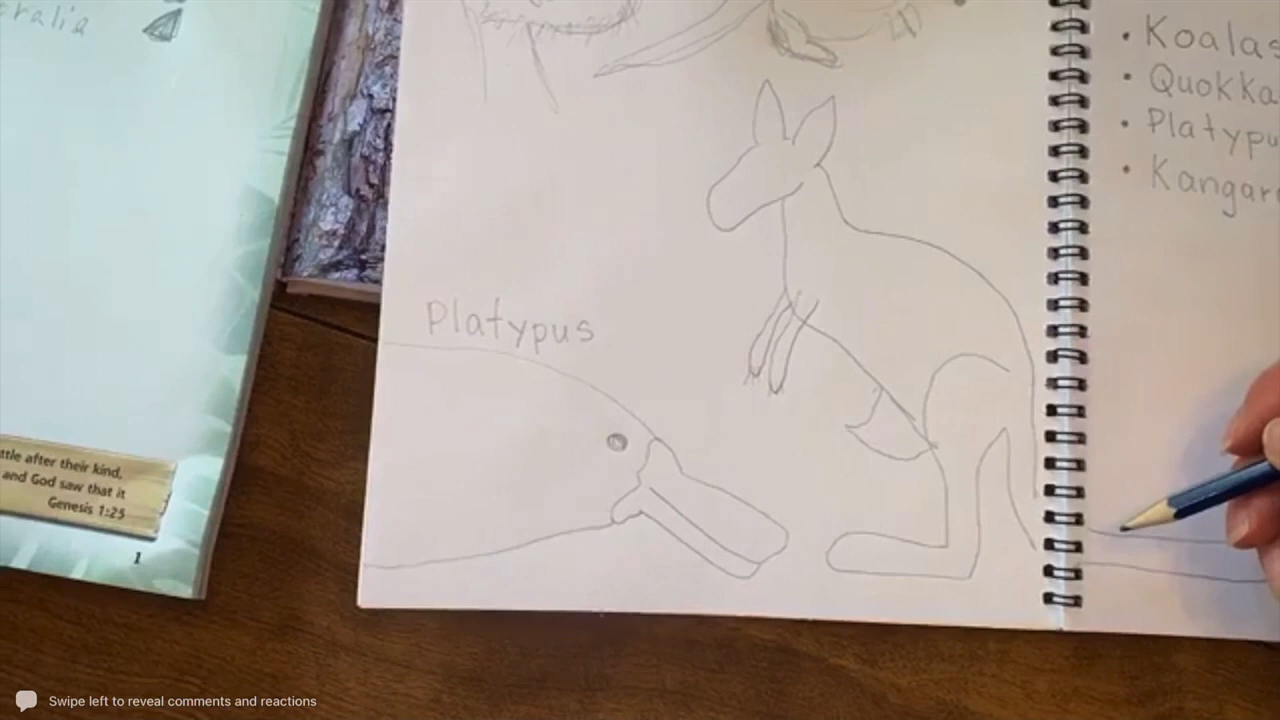 Platypus
Genesis 1:25
and God saw that it
ttle after their kind,
1
Koalas
Quokka
Platypu
Kangar
Swipe left to reveal comments and reactions